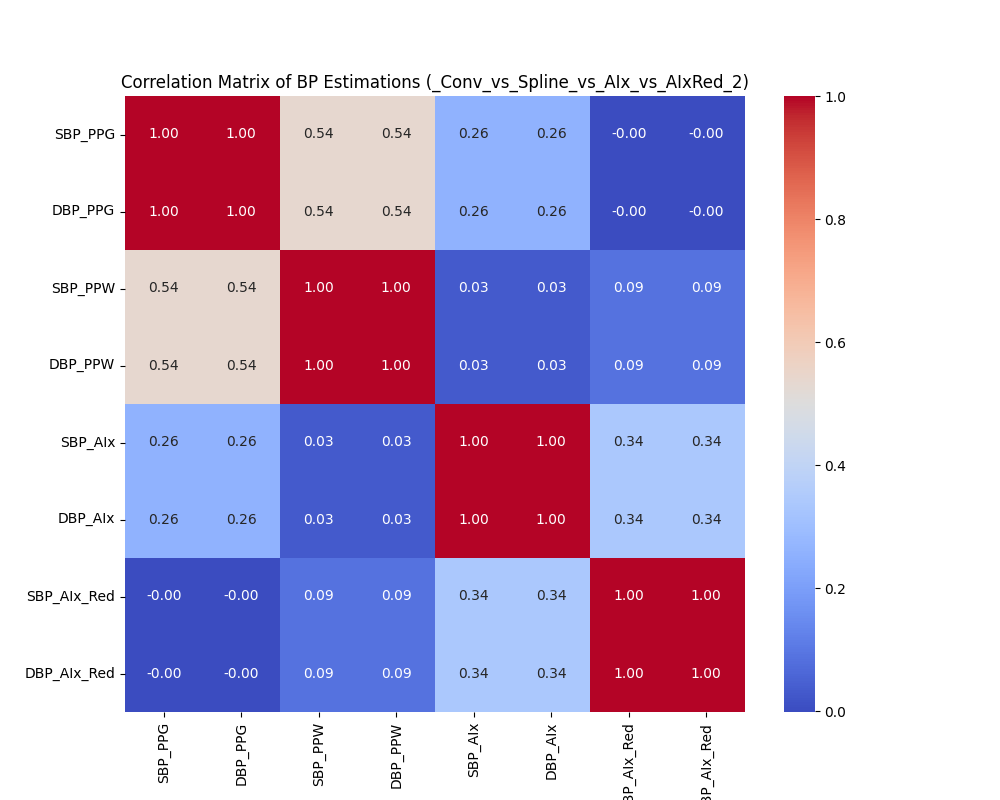 Correlation Matrix of BP Estimations (_Conv_vs_Spline_vs_AIx_vs_AIxRed_2)
SBP_PPG 1.00 1.00 0.54 0.54 0.26 0.26 -0.00 -0.00
DBP_PPG 1.00 1.00 0.54 0.54 0.26 0.26 -0.00 -0.00
SBP_PPW 0.54 0.54 1.00 1.00 0.03 0.03 0.09 0.09
DBP_PPW 0.54 0.54 1.00 1.00 0.03 0.03 0.09 0.09
SBP_AIx 0.26 0.26 0.03 0.03 1.00 1.00 0.34 0.34
DBP_AIx 0.26 0.26 0.03 0.03 1.00 1.00 0.34 0.34
SBP_AIx_Red -0.00 -0.00 0.09 0.09 0.34 0.34 1.00 1.00
DBP_AIx_Red -0.00 -0.00 0.09 0.09 0.34 0.34 1.00 1.00
SBP_PPG
DBP_PPG
SBP_PPW
DBP_PPW
SBP_AIx
DBP_AIx
BP_AIx_Red
BP_AIx_Red
1.0
0.8
0.6
0.4
0.2
0.0